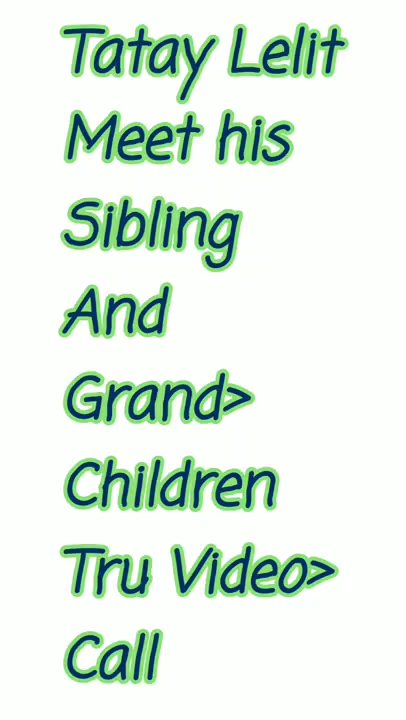 Tatay Lelit
Meet his
Sibling
And
Grand>
Children
Tru Video>
Call